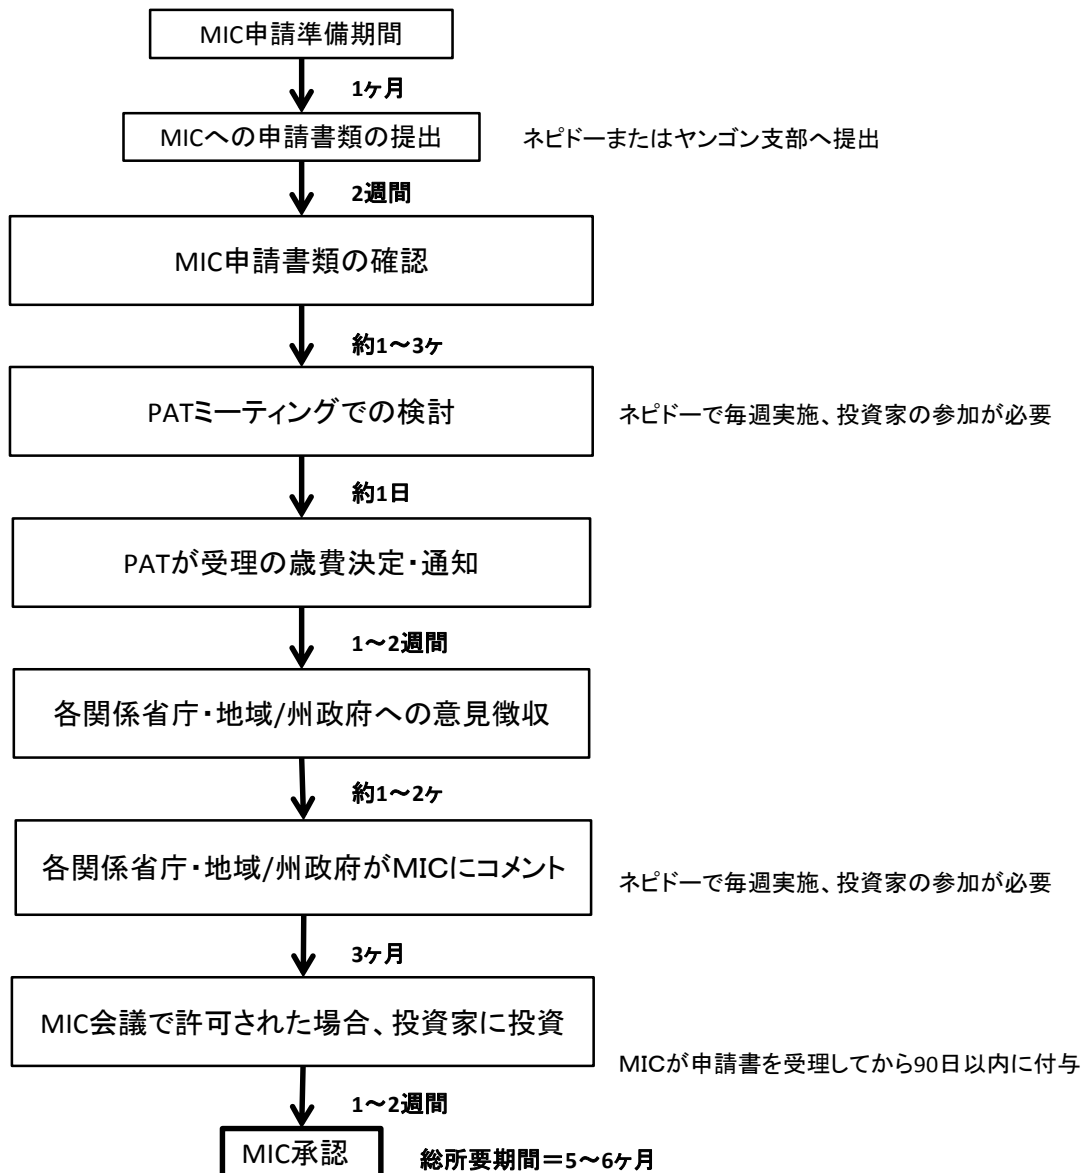 MIC申請準備期間
1ヶ月
MICへの申請書類の提出
ネピドーまたはヤンゴン支部へ提出
2週間
MIC申請書類の確認
約1～3ヶ
PATミーティングでの検討
ネピドーで毎週実施、投資家の参加が必要
約1日
PATが受理の歳費決定・通知
1～2週間
各関係省庁・地域/州政府への意見徴収
約1～2ヶ
各関係省庁・地域/州政府がMICにコメント
ネピドーで毎週実施、投資家の参加が必要
3ヶ月
MIC会議で許可された場合、投資家に投資
MICが申請書を受理してから90日以内に付与
1～2週間
MIC承認
総所要期間＝5～6ヶ月